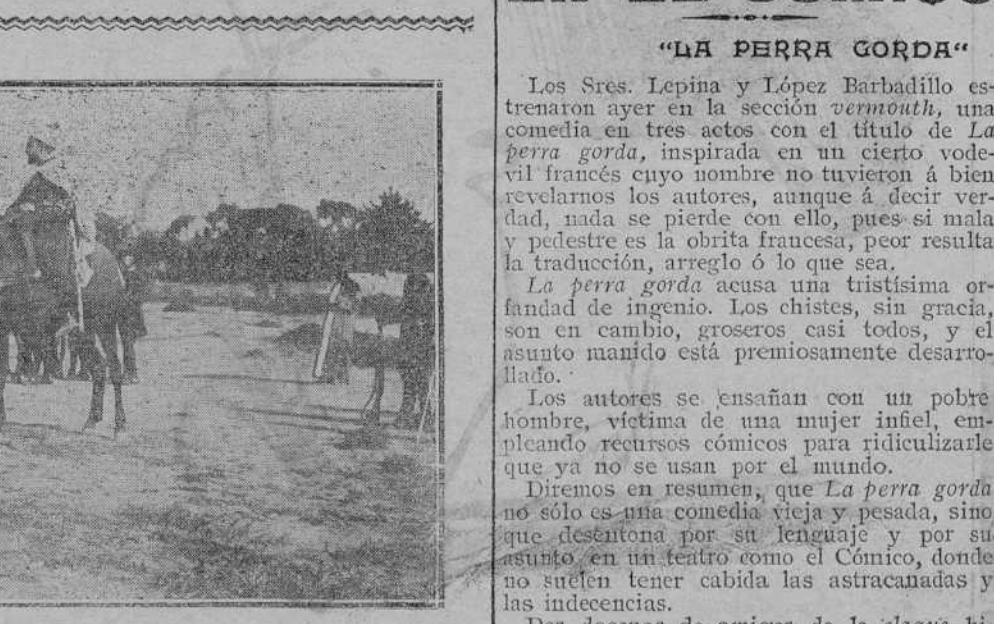 "LA PERRA GORDA"
Los Sres. Lepina y López Barbadillo es-
trenaron ayer en la sección vermouth, una
comedia en tres actos con el título de La
perra gorda, inspirada en un cierto vode-
vil francés cuyo nombre no tuvieron á bien
revelarnos los autores, aunque á decir ver-
dad, nada se pierde con ello, pues si mala
y pedestre es la obrita francesa, peor resulta
la traducción, arreglo ó lo que sea.
La perra gorda acusa una tristísima or-
fandad de ingenio. Los chistes, sin gracia,
son en cambio, groseros casi todos, y el
asunto manido está premiosamente desarro-
llado.
Los autores se ensañan con un pobre
hombre, víctima de una mujer infiel, em-
pleando recursos cómicos para ridiculizarle
que ya no se usan por el mundo.
Diremos en resumen, que La perra gorda
no sólo es una comedia vieja y pesada, sino
que desentona por su lenguaje y por su
asunto en un teatro como el Cómico, donde
no suelen tener cabida las astracanadas y
las indecencias.